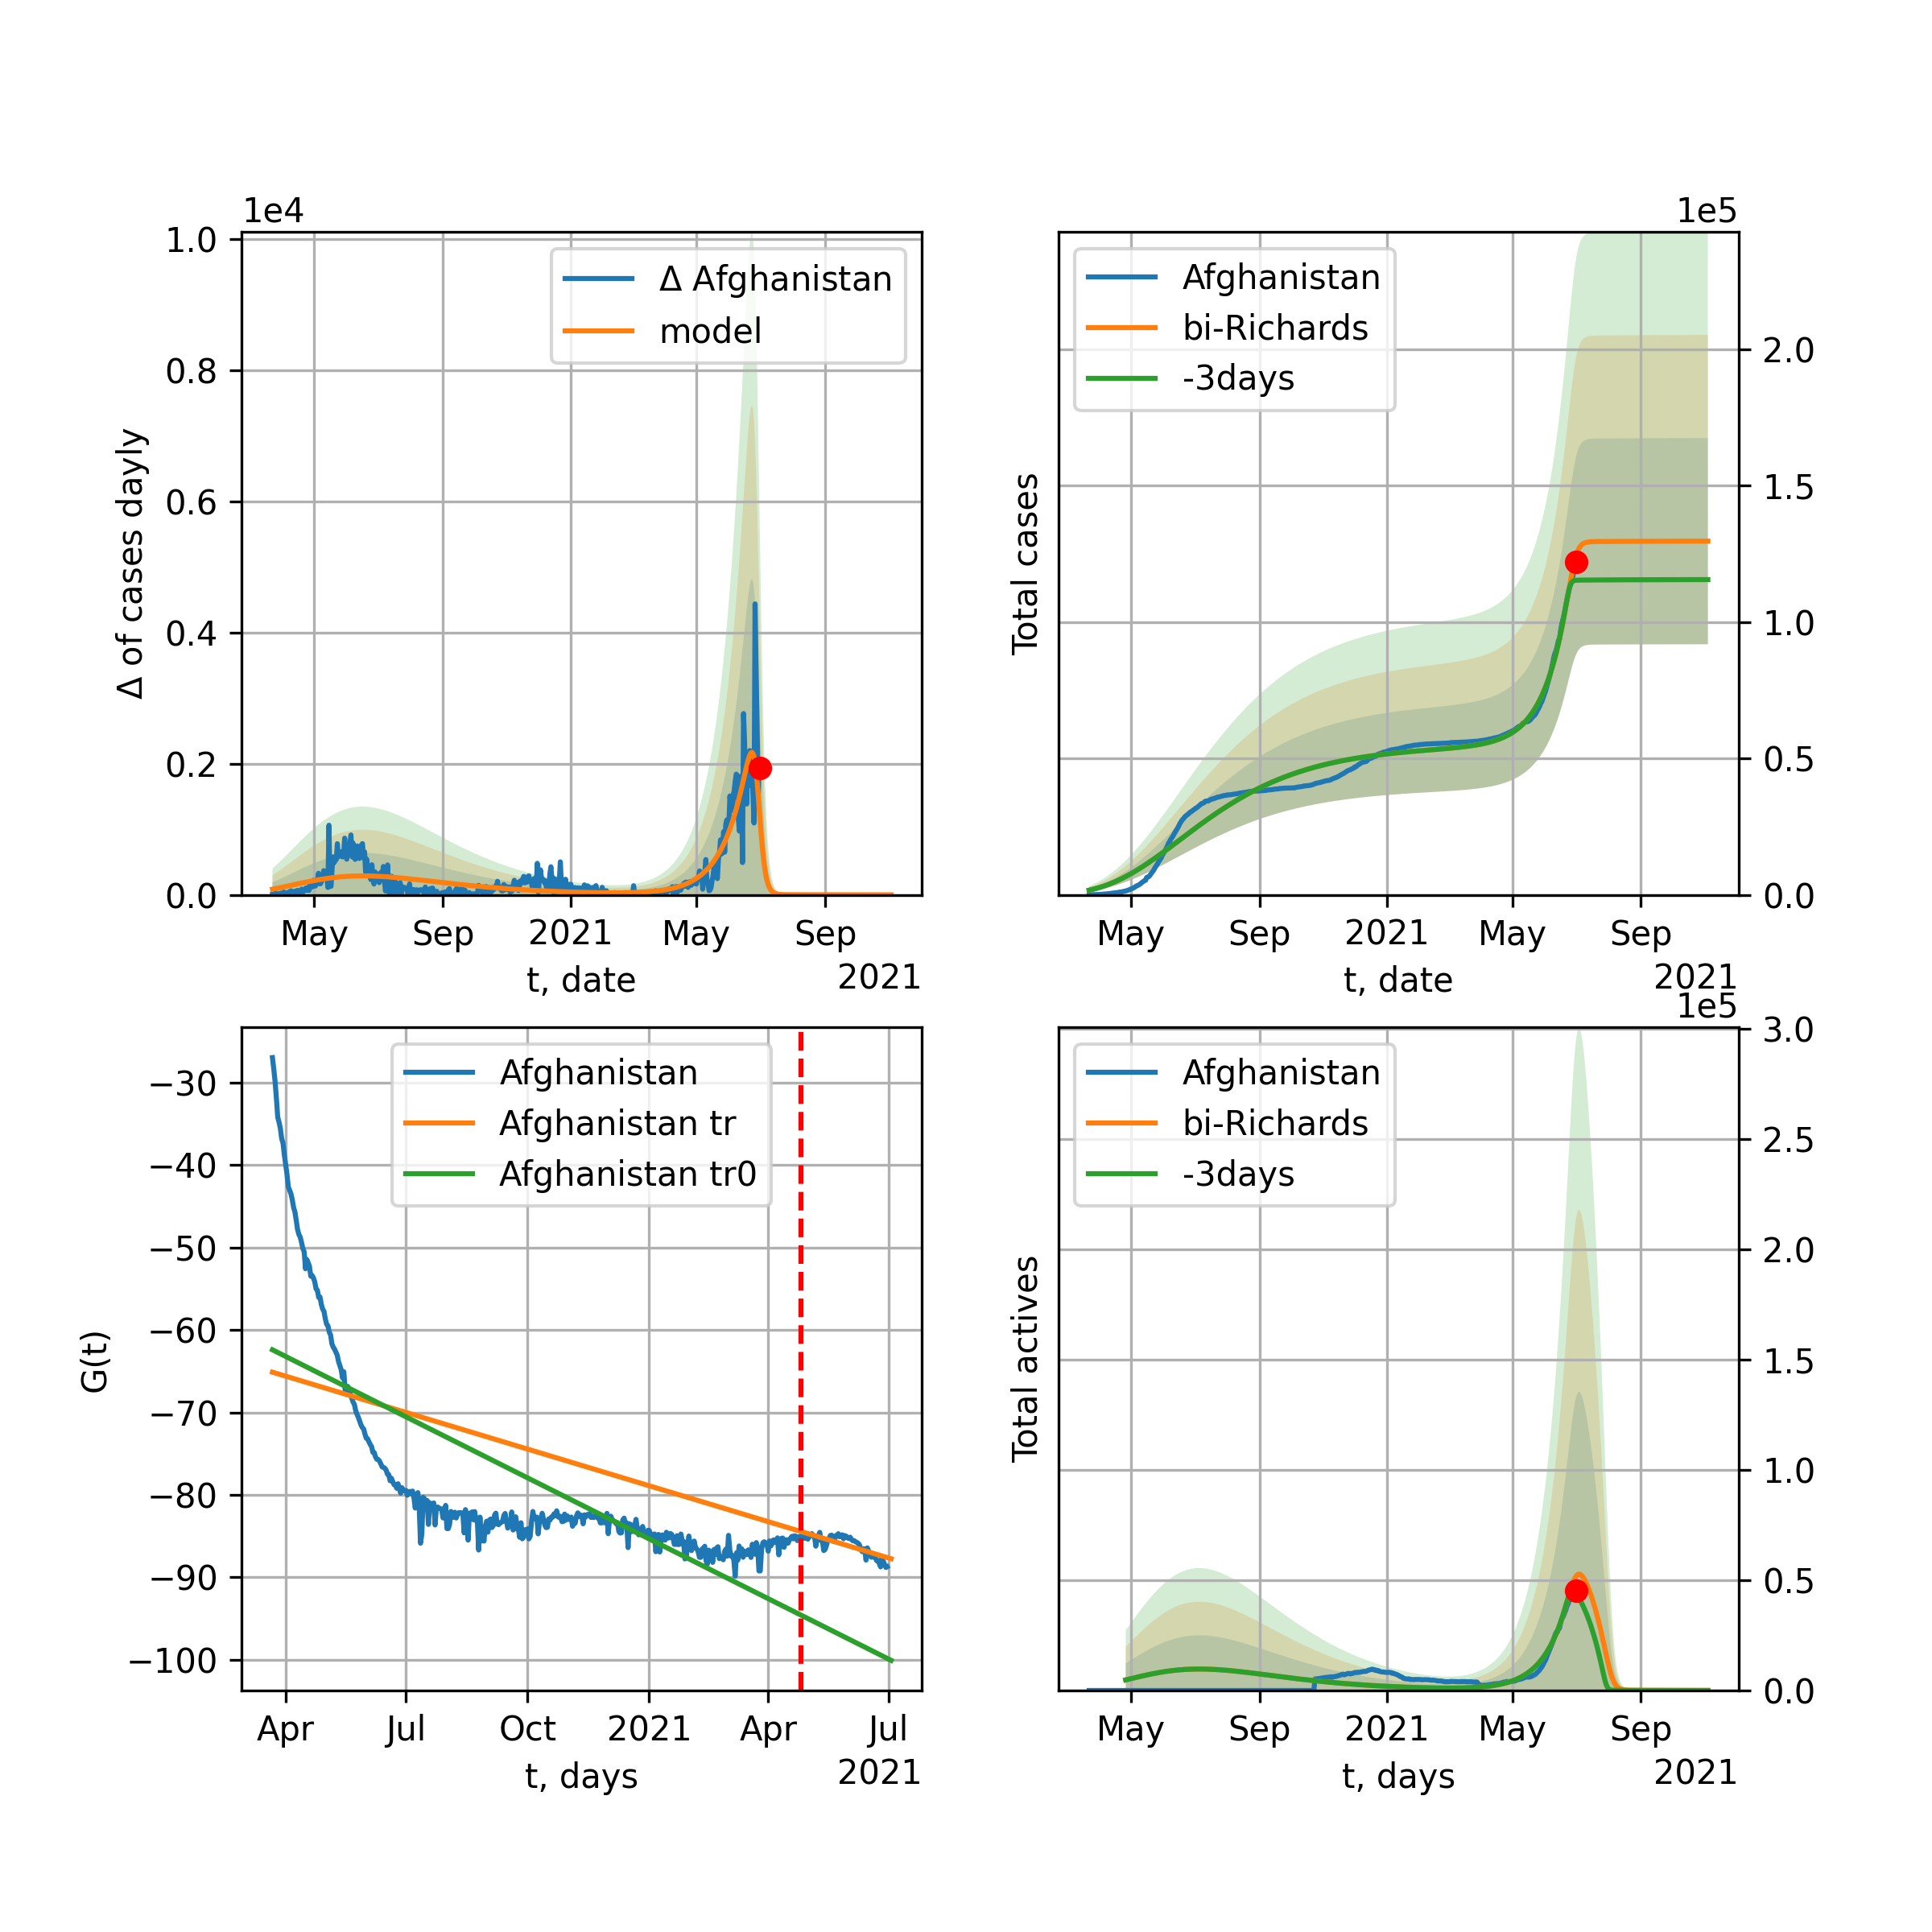 1e4
Δ of cases dayly
1.0
0.8
0.6
0.4
0.2
0.0
Δ Afghanistan
model
May Sep 2021 May Sep
t, date
2021
1e5
Total cases
Afghanistan
bi-Richards
-3days
2.0
1.5
1.0
0.5
0.0
May Sep 2021 May Sep
t, date
2021
G(t)
−30
−40
−50
−60
−70
−80
−90
−100
Afghanistan
Afghanistan tr
Afghanistan tr0
Apr Jul Oct 2021 Apr Jul
t, days
2021
1e5
Total actives
Afghanistan
bi-Richards
-3days
3.0
2.5
2.0
1.5
1.0
0.5
0.0
May Sep 2021 May Sep
t, days
2021